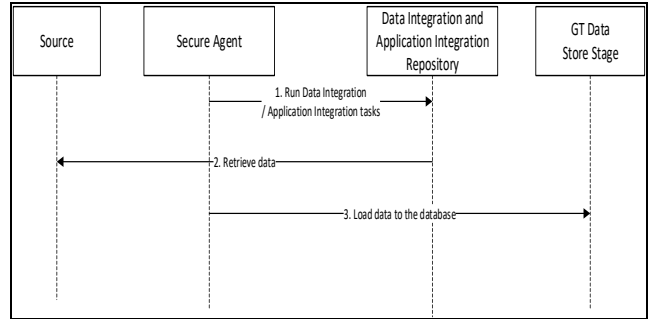 Source
Secure Agent
Data Integration and
Application Integration
Repository
GT Data
Store Stage
1. Run Data Integration
/ Application Integration tasks
2. Retrieve data
3. Load data to the database